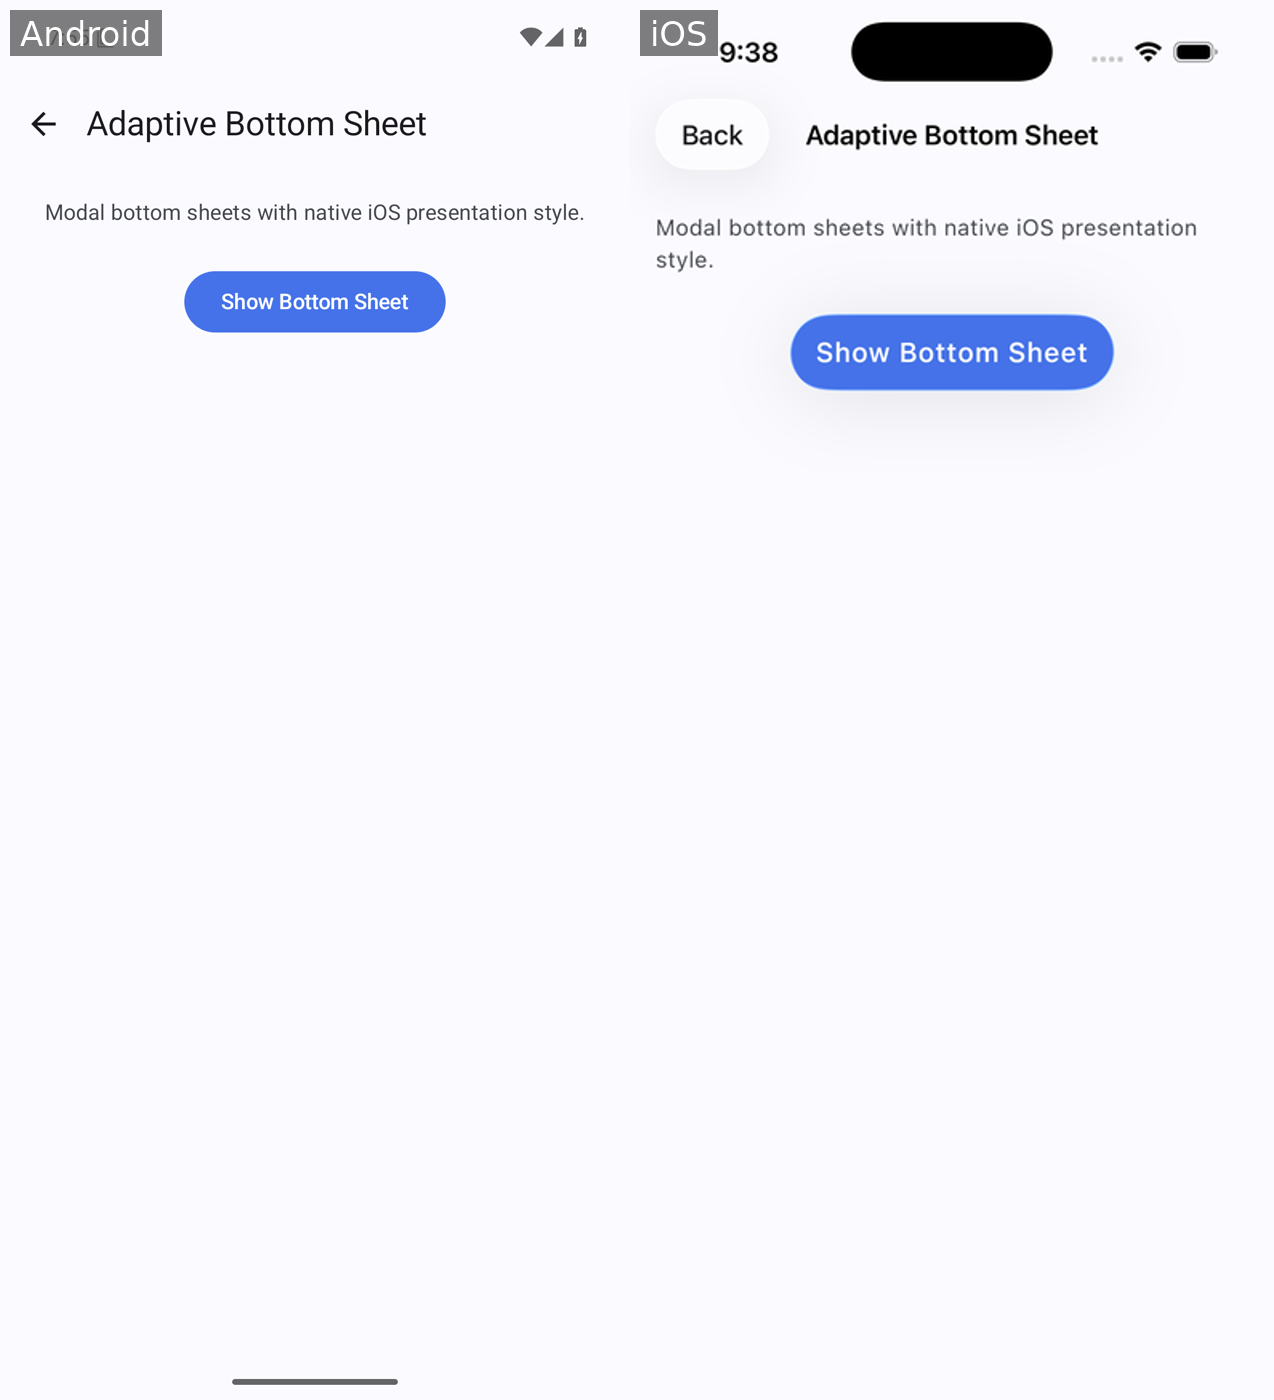 Android
Adaptive Bottom Sheet
Modal bottom sheets with native iOS presentation style.
Show Bottom Sheet
iOS
9:38
Back
Adaptive Bottom Sheet
Modal bottom sheets with native iOS presentation
style.
Show Bottom Sheet